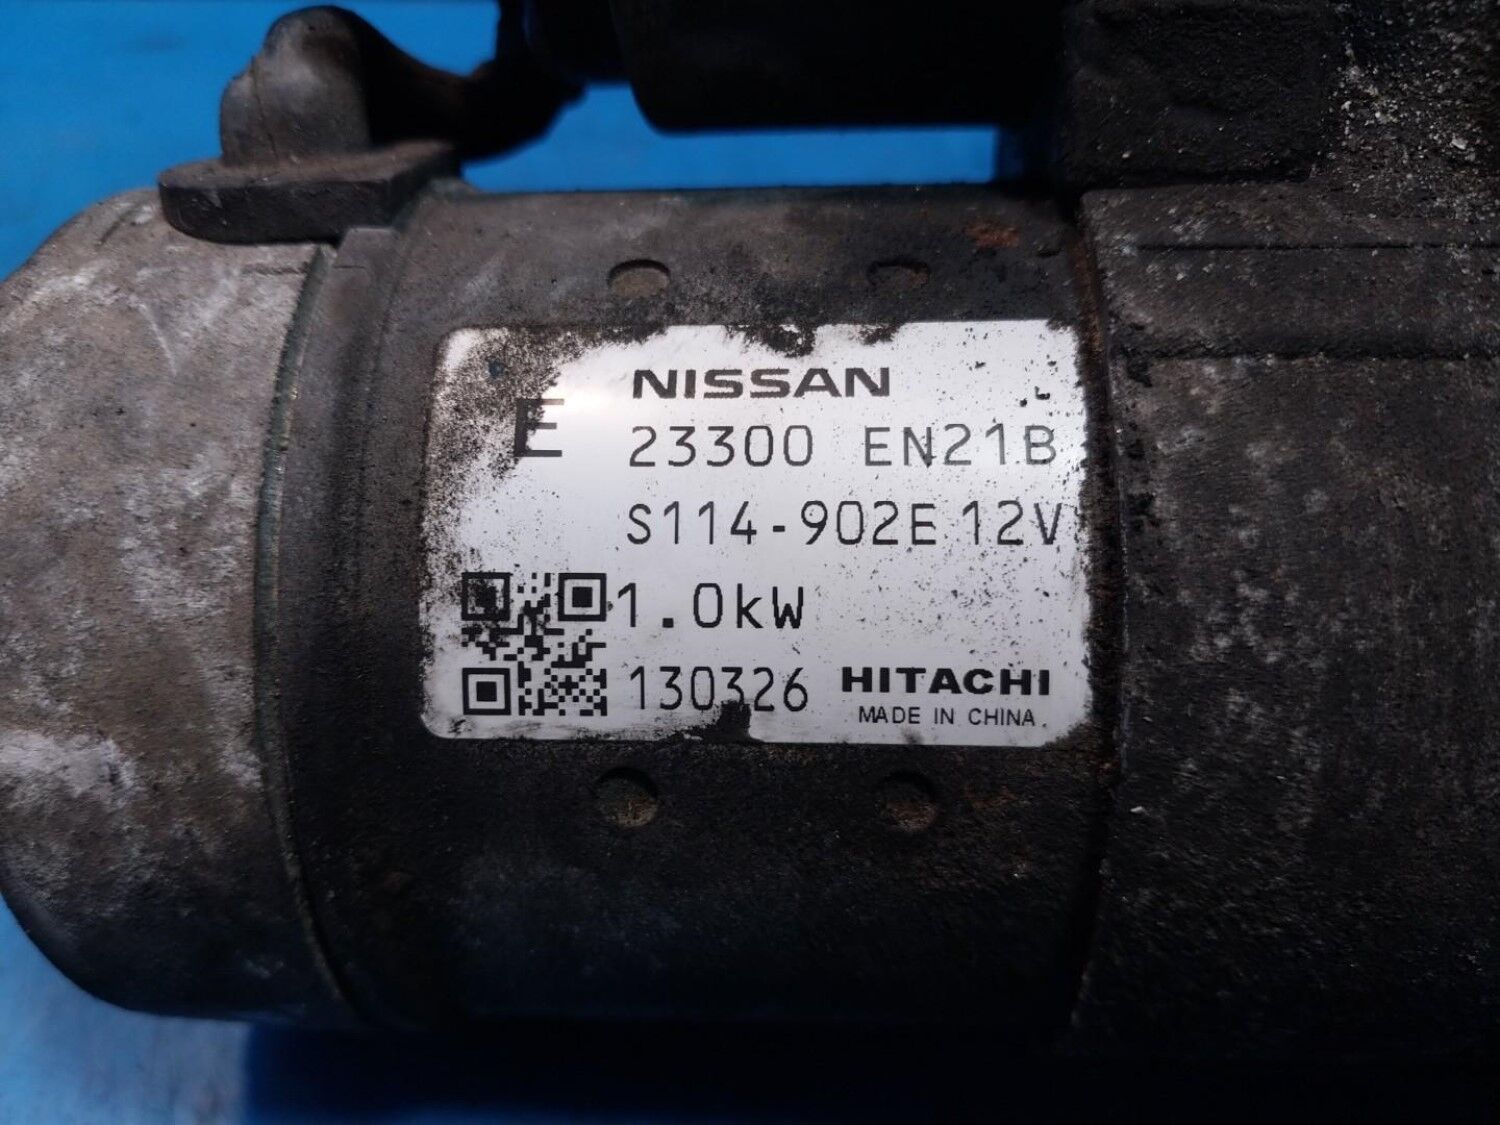 NISSAN
E
23300 EN21B
S114-902E 12V
1.0kW
130326 HITACHI
MADE IN CHINA